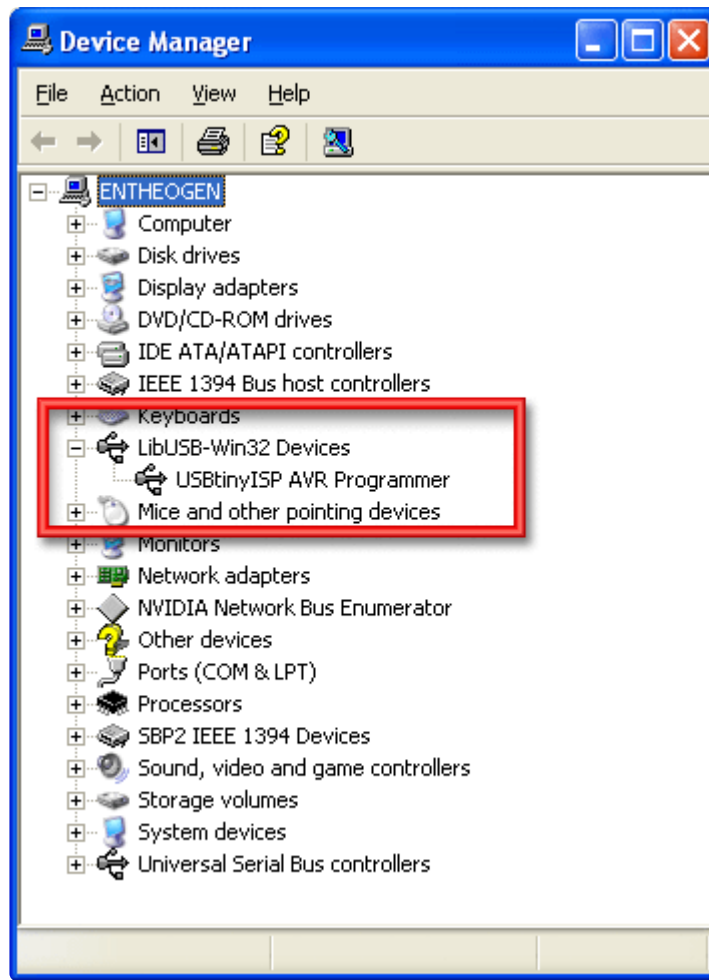 Device Manager
File Action View Help
ENTHEOGEN
Computer
Disk drives
Display adapters
DVD/CD-ROM drives
IDE ATA/ATAPI controllers
IEEE 1394 Bus host controllers
Keyboards
LibUSB-Win32 Devices
USBtinyISP AVR Programmer
Mice and other pointing devices
Monitors
Network adapters
NVIDIA Network Bus Enumerator
Other devices
Ports (COM & LPT)
Processors
SBP2 IEEE 1394 Devices
Sound, video and game controllers
Storage volumes
System devices
Universal Serial Bus controllers